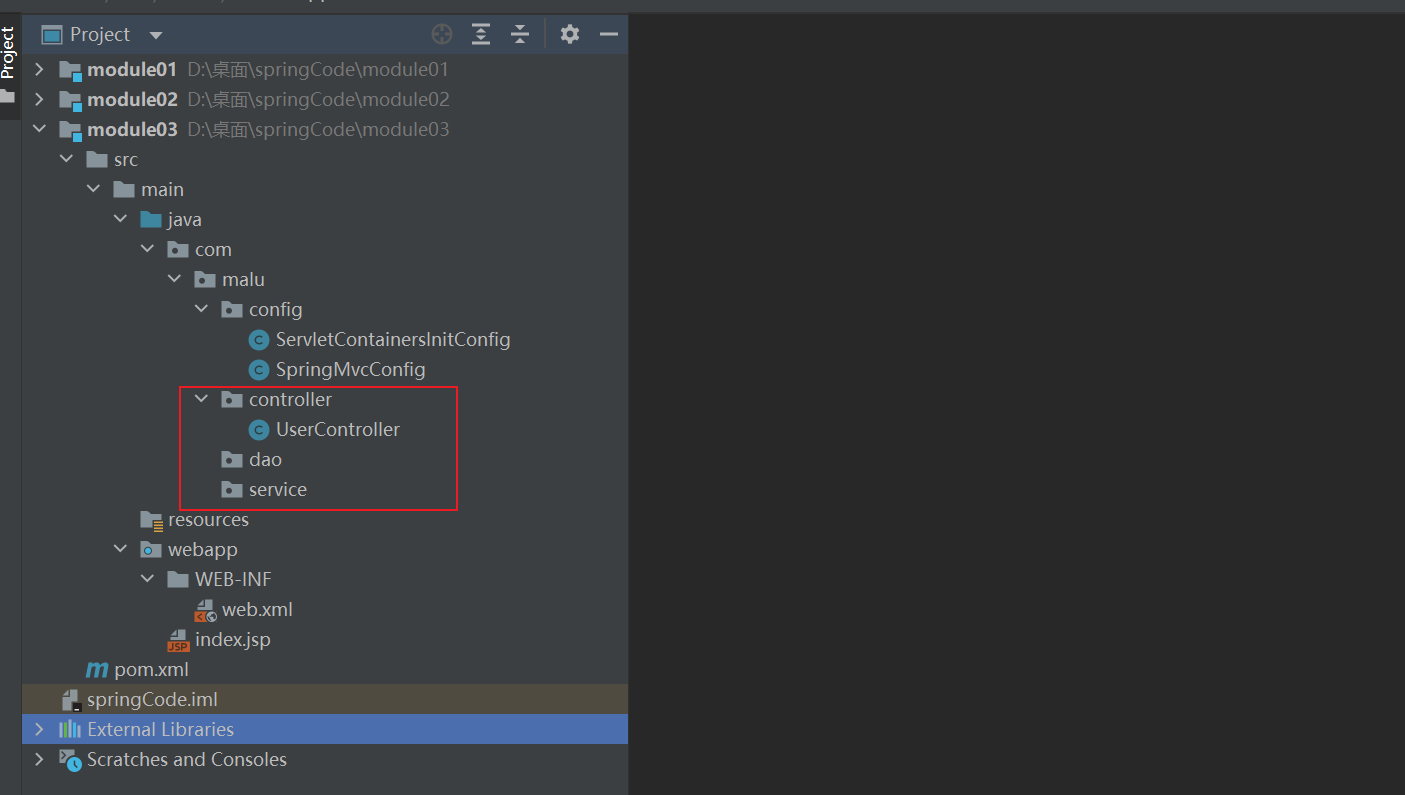 Project
Project
module01 D:\桌面\springCode\module01
module02 D:\桌面\springCode\module02
module03 D:\桌面\springCode\module03
src
main
java
com
malu
config
C ServletContainersInitConfig
C SpringMvcConfig
controller
C UserController
dao
service
resources
webapp
WEB-INF
web.xml
JSP index.jsp
m pom.xml
springCode.iml
External Libraries
Scratches and Consoles